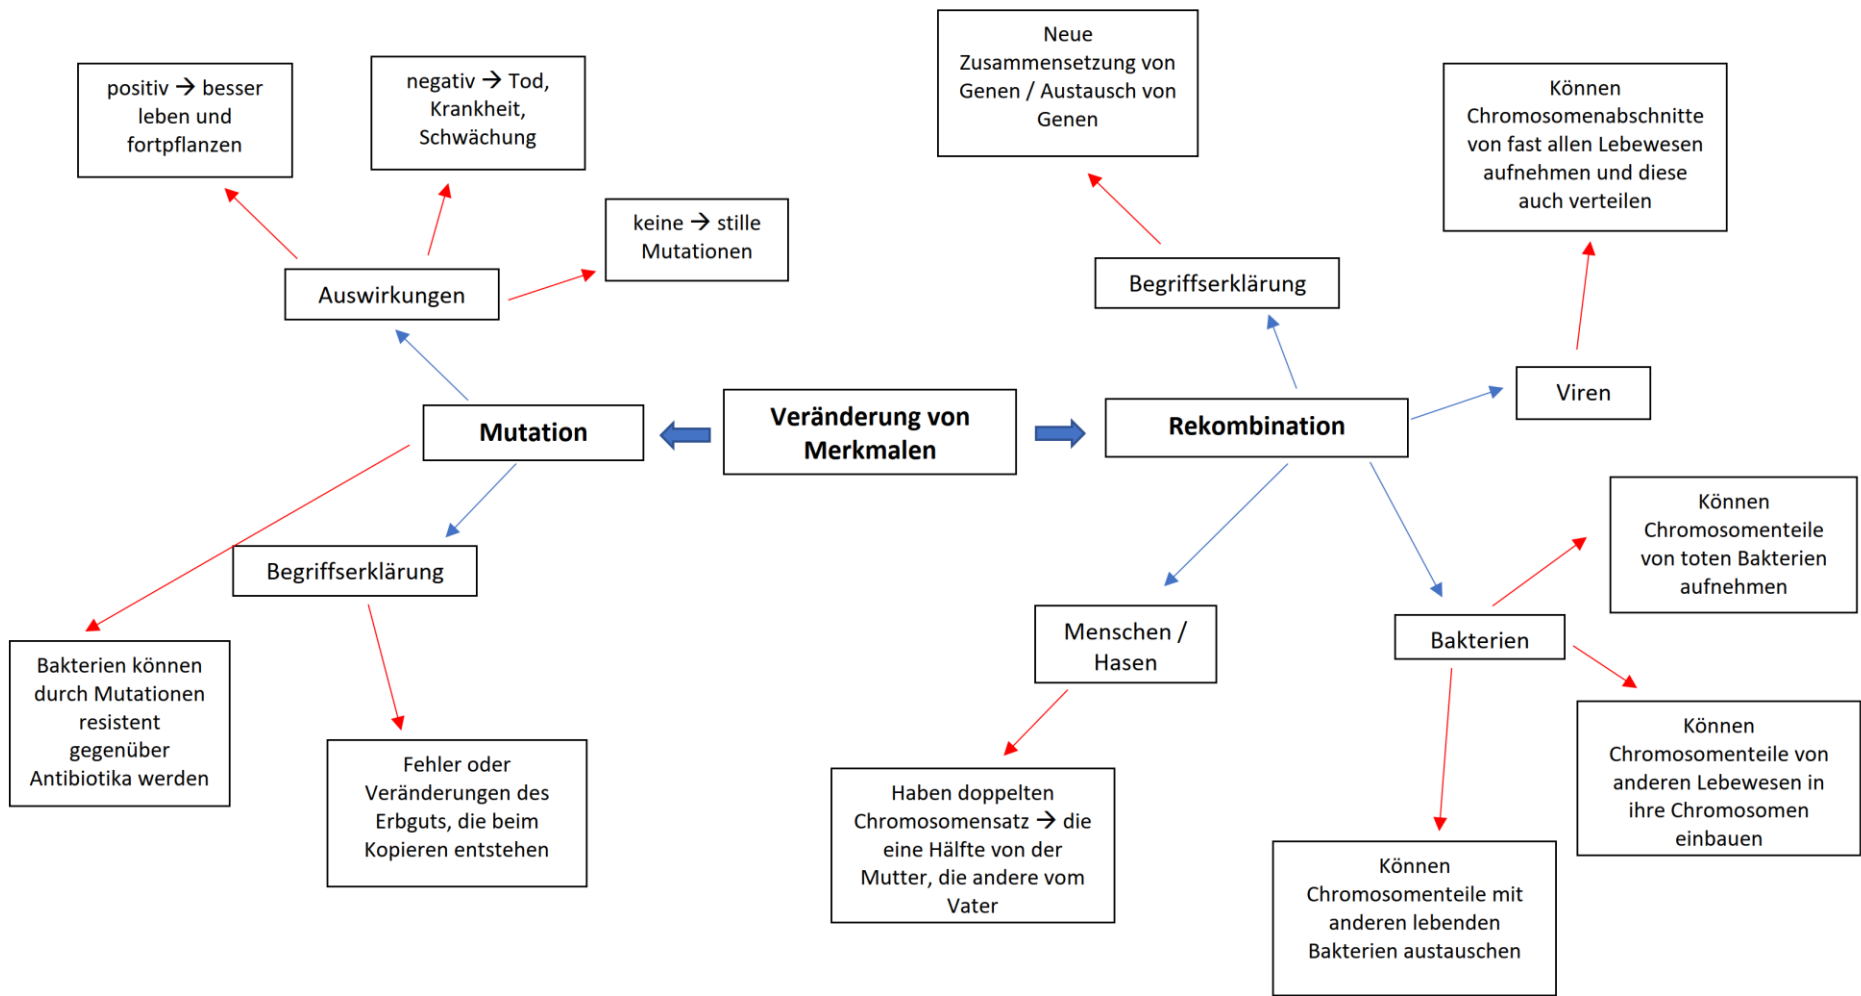 positiv → besser
leben und
fortpflanzen
negativ → Tod,
Krankheit,
Schwächung
keine → stille
Mutationen
Auswirkungen
Neue
Zusammensetzung von
Genen / Austausch von
Genen
Können
Chromosomenabschnitte
von fast allen Lebewesen
aufnehmen und diese
auch verteilen
Begriffserklärung
Viren
Mutation
Veränderung von
Merkmalen
Rekombination
Begriffserklärung
Bakterien können
durch Mutationen
resistent
gegenüber
Antibiotika werden
Fehler oder
Veränderungen des
Erbguts, die beim
Kopieren entstehen
Menschen /
Hasen
Haben doppelten
Chromosomensatz → die
eine Hälfte von der
Mutter, die andere vom
Vater
Bakterien
Können
Chromosomenteile
von toten Bakterien
aufnehmen
Können
Chromosomenteile von
anderen Lebewesen in
ihre Chromosomen
einbauen
Können
Chromosomenteile mit
anderen lebenden
Bakterien austauschen